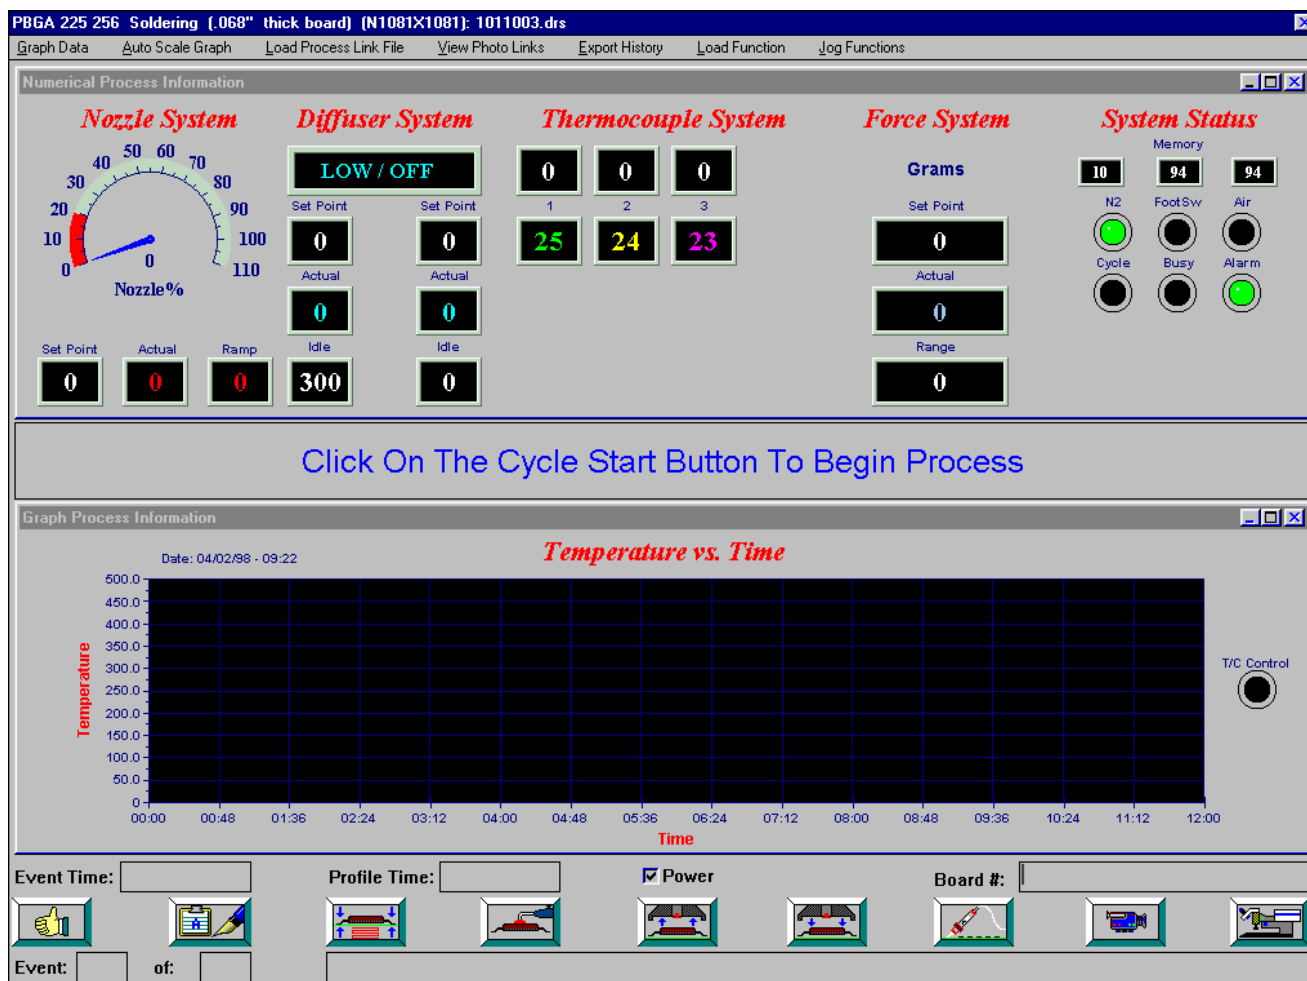 PBGA 225 256 Soldering (.068" thick board) (N1081X1081): 1011003.drs
Graph Data Auto Scale Graph Load Process Link File View Photo Links Export History Load Function Jog Functions
Numerical Process Information
Nozzle System Diffuser System Thermocouple System Force System System Status
Memory
50 60
40 70
30 80
20 90
10 100
0 0 110
Nozzle%
Set Point Actual Ramp
0 0 0
LOW / OFF
Set Point Set Point
0 0
Actual Actual
0 0
Idle Idle
300 0
0 0 0
1 2 3
25 24 23
Grams
Set Point
0
Actual
0
Range
0
10 94 94
N2 FootSw Air
Cycle Busy Alarm
Click On The Cycle Start Button To Begin Process
Graph Process Information
Date: 04/02/98 - 09:22
Temperature vs. Time
500.0
450.0
400.0
350.0
300.0
250.0
200.0
150.0
100.0
50.0
0
Temperature
T/C Control
00:00 00:48 01:36 02:24 03:12 04:00 04:48 05:36 06:24 07:12 08:00 08:48 09:36 10:24 11:12 12:00
Time
Event Time: Profile Time: Power Board #:
A
Event: of: